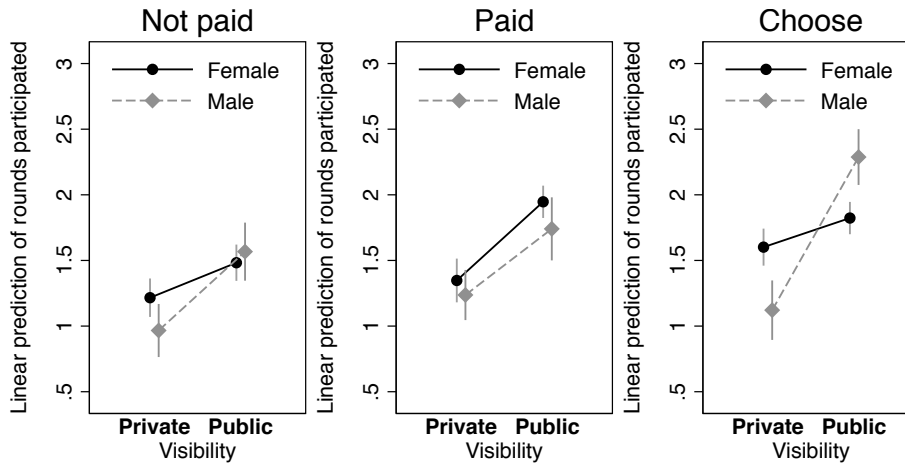 Not paid
Linear prediction of rounds participated
3
2.5
2
1.5
1
.5
Female
Male
Private Public
Visibility
Paid
Linear prediction of rounds participated
3
2.5
2
1.5
1
.5
Female
Male
Private Public
Visibility
Choose
Linear prediction of rounds participated
3
2.5
2
1.5
1
.5
Female
Male
Private Public
Visibility